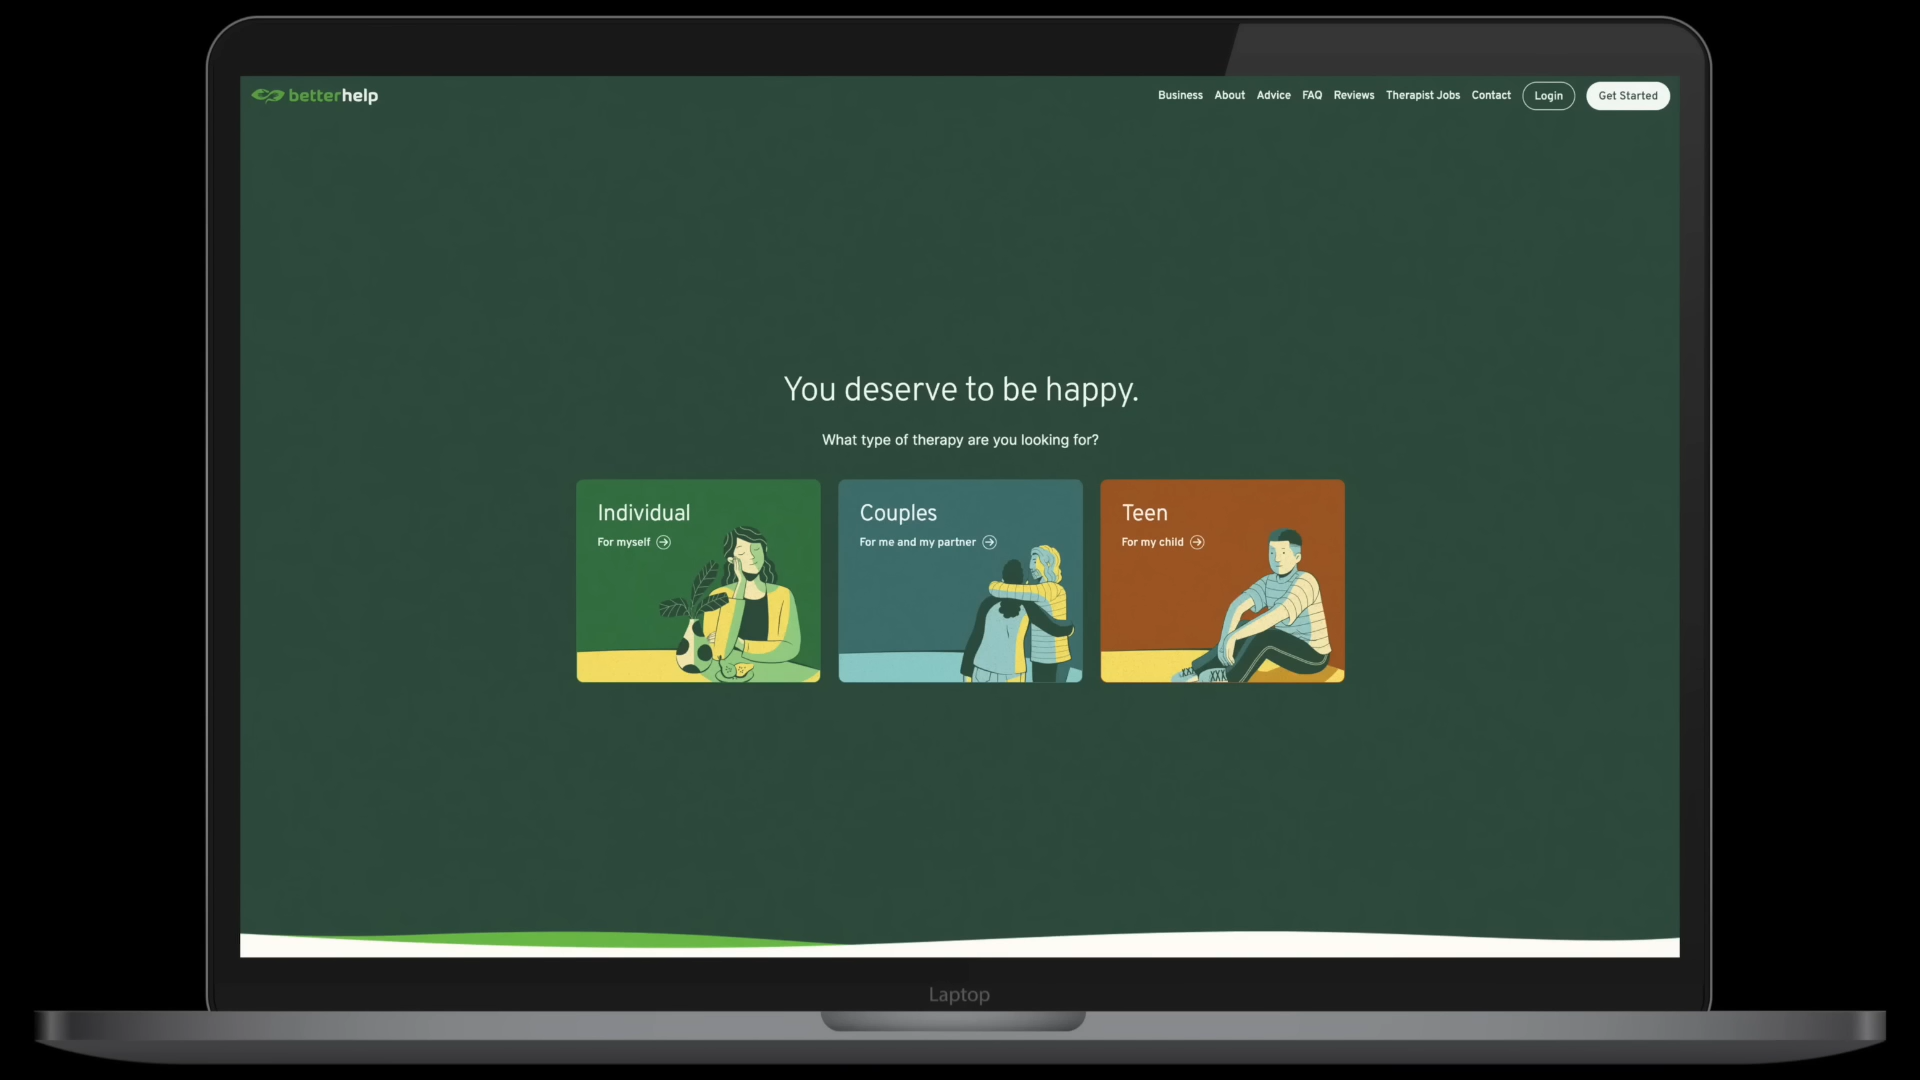 betterhelp
Business About Advice FAQ Reviews Therapist Jobs Contact Login Get Started
You deserve to be happy.
What type of therapy are you looking for?
Individual
For myself
Couples
For me and my partner
Teen
For my child
Laptop